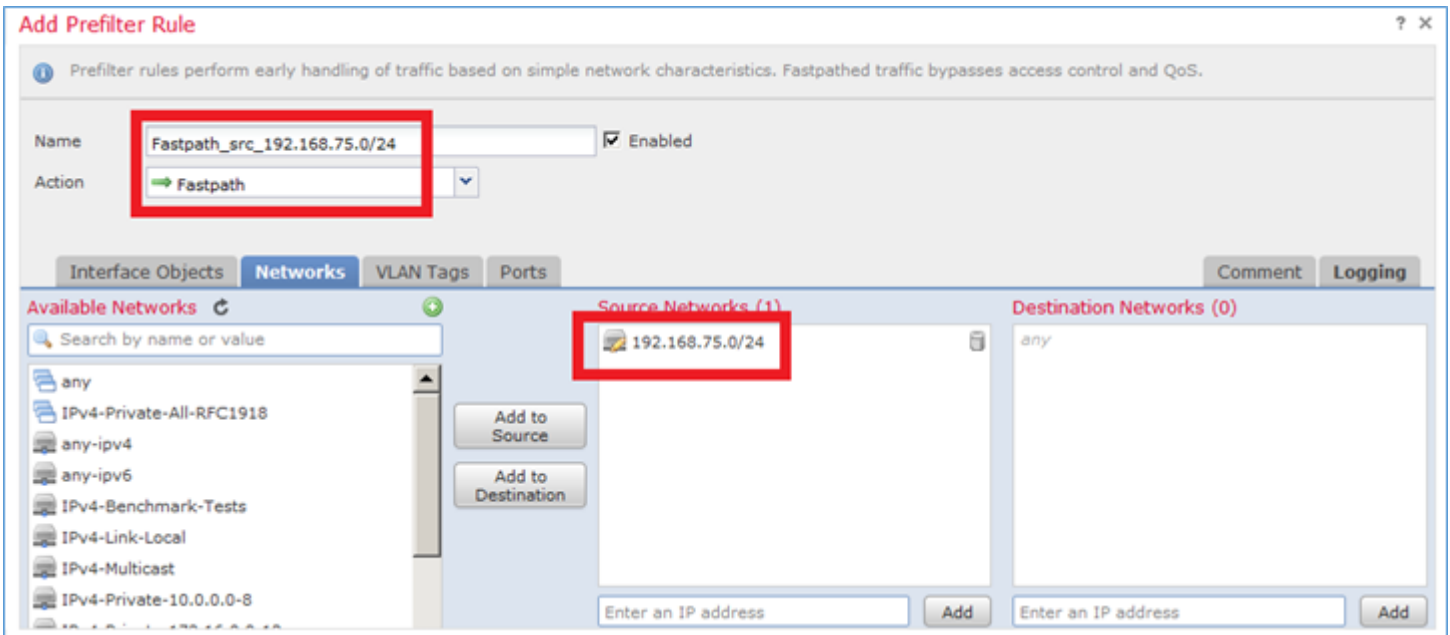 Add Prefilter Rule
Prefilter rules perform early handling of traffic based on simple network characteristics. Fastpathed traffic bypasses access control and QoS.
Name
Fastpath_src_192.168.75.0/24
Enabled
Action
Fastpath
Interface Objects
Networks
VLAN Tags
Ports
Comment
Logging
Available Networks
Search by name or value
any
IPv4-Private-All-RFC1918
any-ipv4
any-ipv6
IPv4-Benchmark-Tests
IPv4-Link-Local
IPv4-Multicast
IPv4-Private-10.0.0.0-8
Add to
Source
Add to
Destination
Source Networks (1)
192.168.75.0/24
Enter an IP address
Add
Destination Networks (0)
any
Enter an IP address
Add